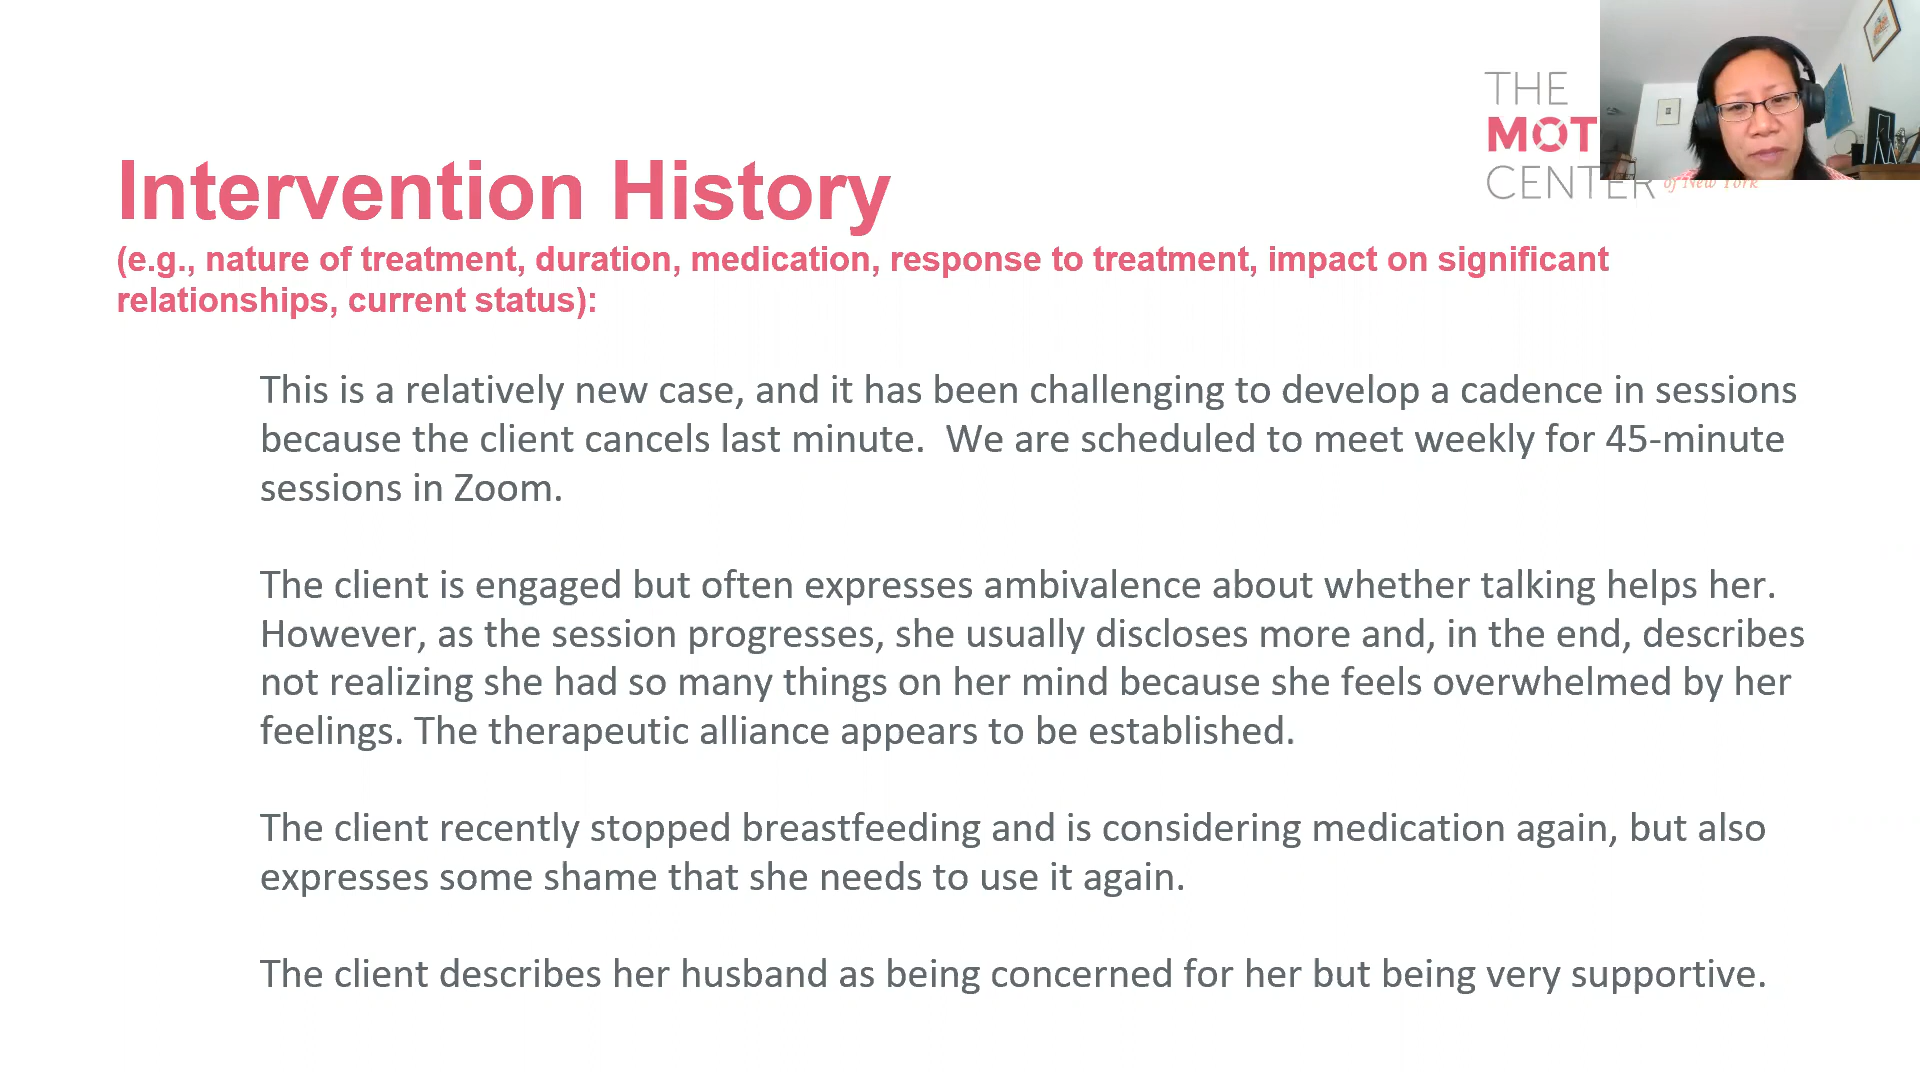 THE
MOT
CENTER of New York
Intervention History
(e.g., nature of treatment, duration, medication, response to treatment, impact on significant
relationships, current status):
This is a relatively new case, and it has been challenging to develop a cadence in sessions
because the client cancels last minute.  We are scheduled to meet weekly for 45-minute
sessions in Zoom.
The client is engaged but often expresses ambivalence about whether talking helps her.
However, as the session progresses, she usually discloses more and, in the end, describes
not realizing she had so many things on her mind because she feels overwhelmed by her
feelings. The therapeutic alliance appears to be established.
The client recently stopped breastfeeding and is considering medication again, but also
expresses some shame that she needs to use it again.
The client describes her husband as being concerned for her but being very supportive.